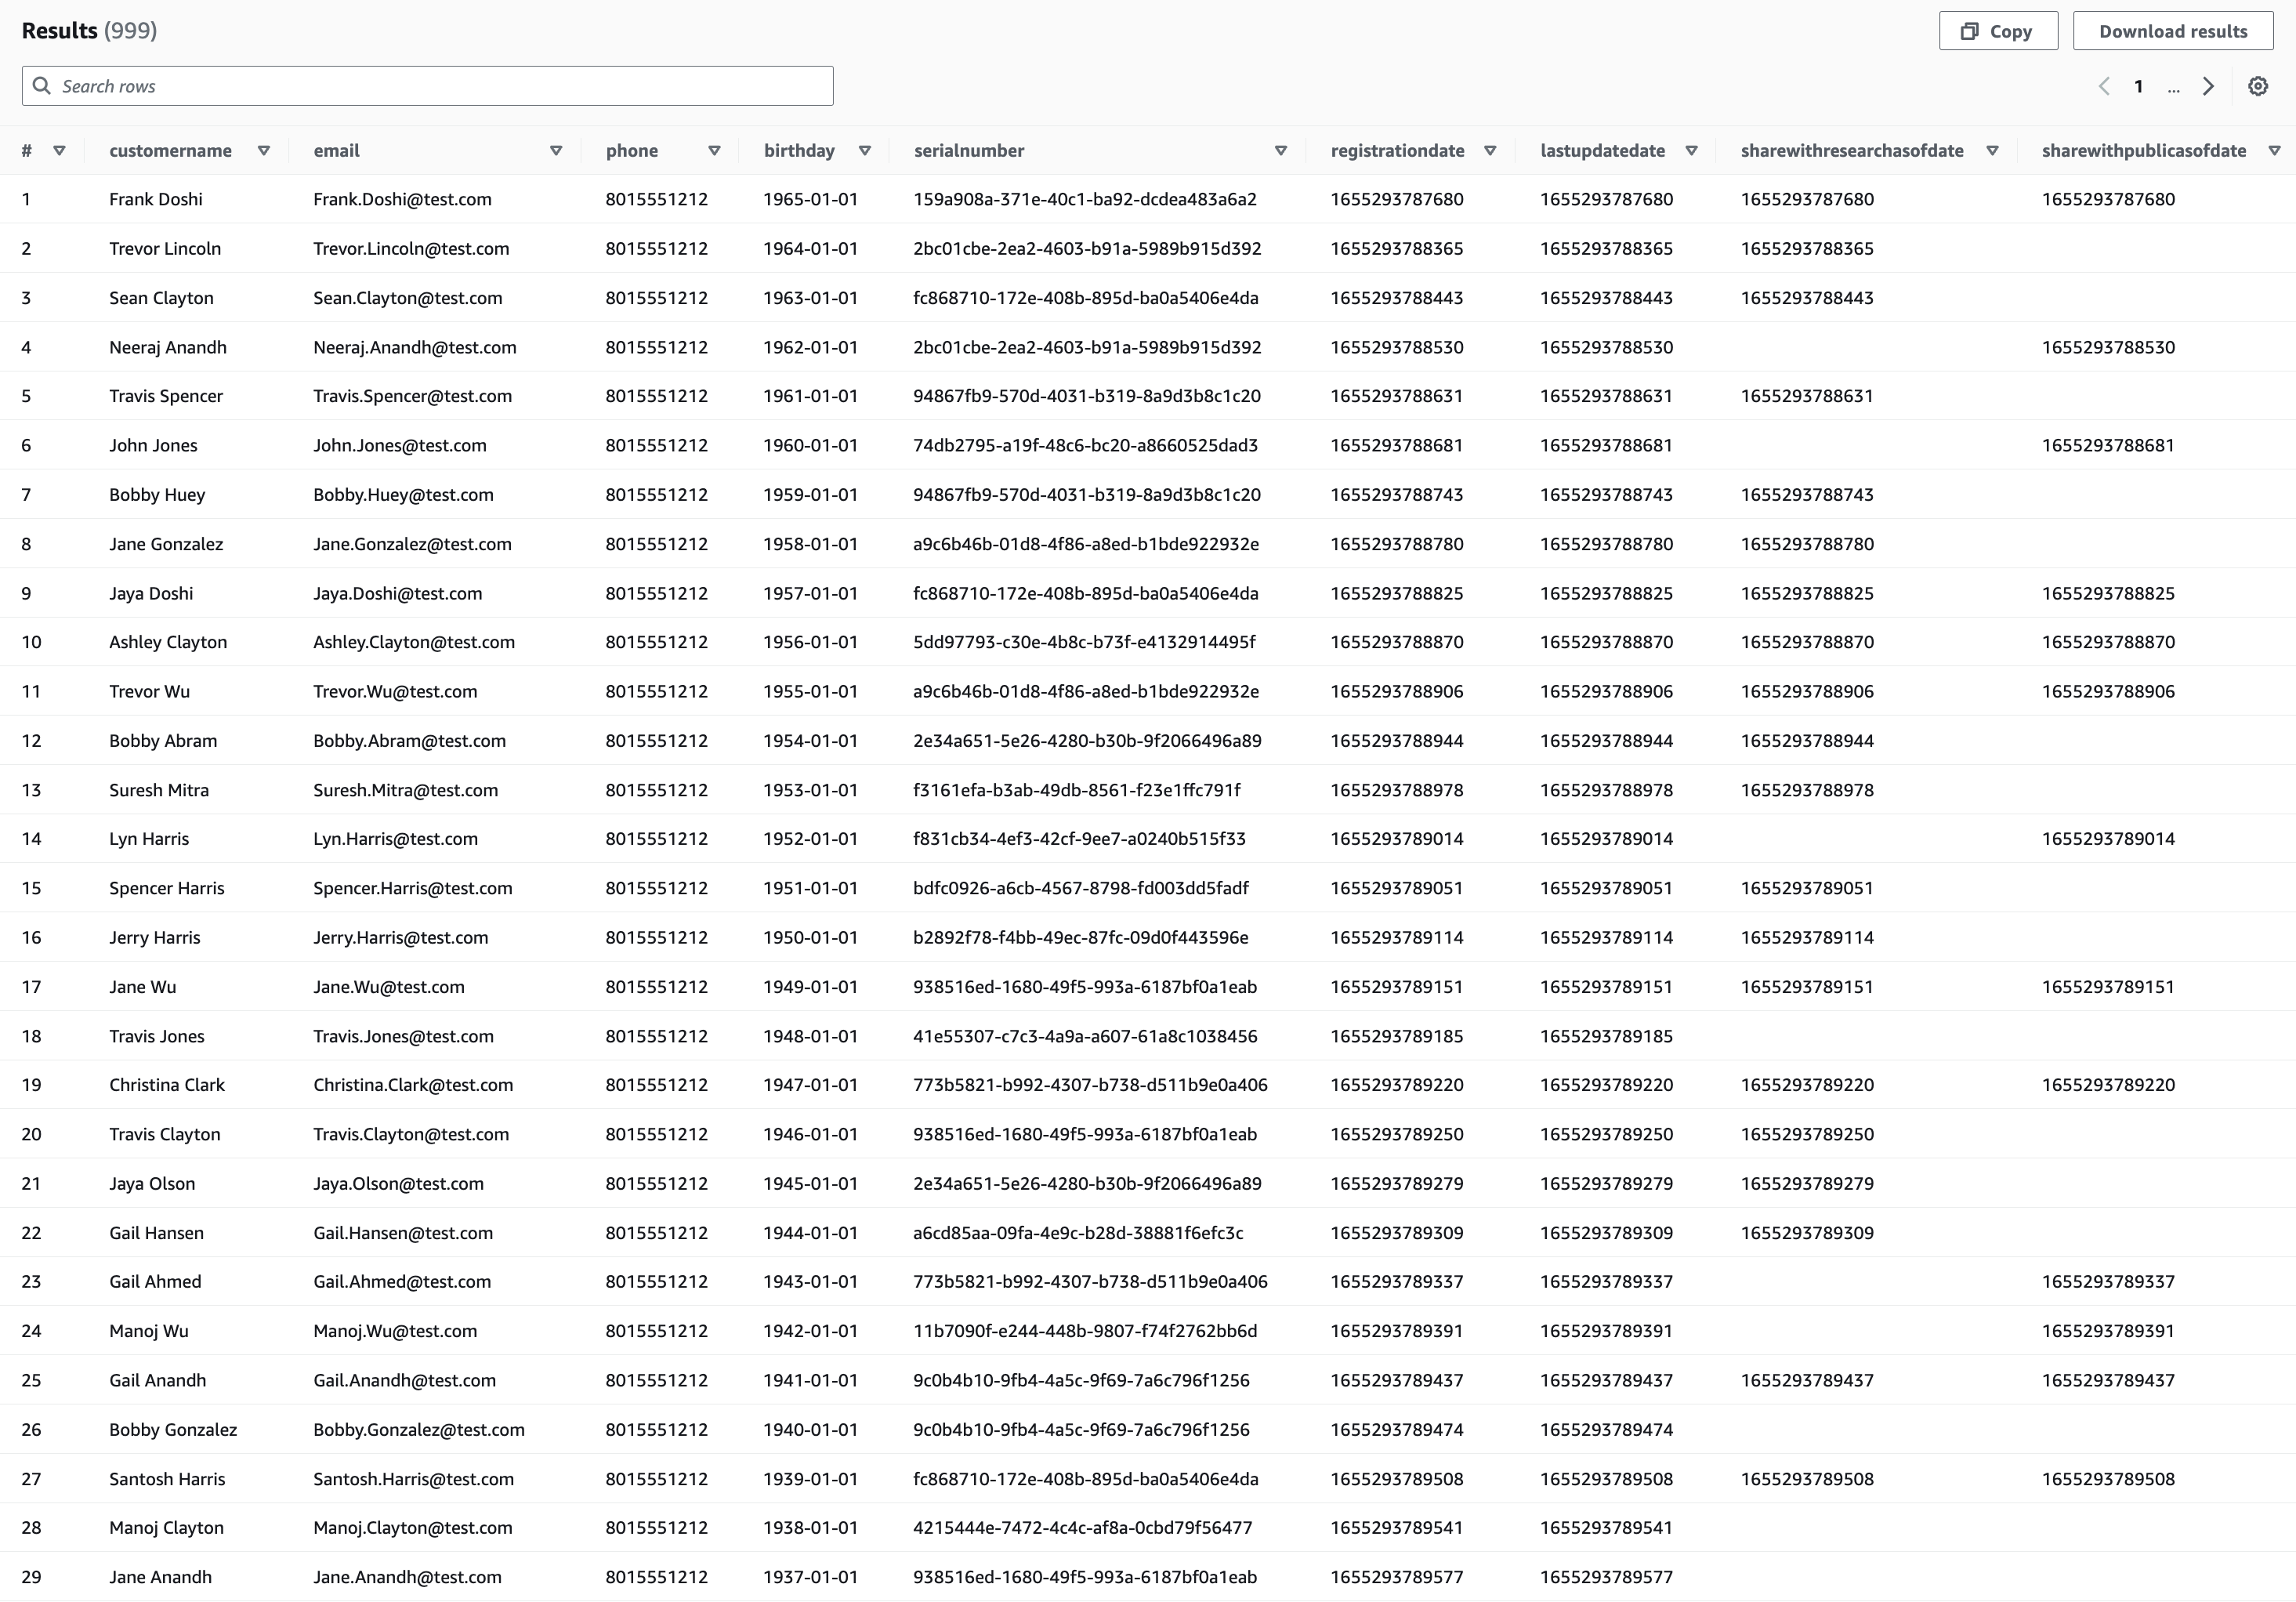 Results (999)
Copy
Download results
Search rows
1 ...
# customername email phone birthday serialnumber registrationdate lastupdatedate sharewithresearchasofdate sharewithpublicasofdate
1 Frank Doshi Frank.Doshi@test.com 8015551212 1965-01-01 159a908a-371e-40c1-ba92-dcdea483a6a2 1655293787680 1655293787680 1655293787680 1655293787680
2 Trevor Lincoln Trevor.Lincoln@test.com 8015551212 1964-01-01 2bc01cbe-2ea2-4603-b91a-5989b915d392 1655293788365 1655293788365 1655293788365
3 Sean Clayton Sean.Clayton@test.com 8015551212 1963-01-01 fc868710-172e-408b-895d-ba0a5406e4da 1655293788443 1655293788443 1655293788443
4 Neeraj Anandh Neeraj.Anandh@test.com 8015551212 1962-01-01 2bc01cbe-2ea2-4603-b91a-5989b915d392 1655293788530 1655293788530 1655293788530
5 Travis Spencer Travis.Spencer@test.com 8015551212 1961-01-01 94867fb9-570d-4031-b319-8a9d3b8c1c20 1655293788631 1655293788631 1655293788631
6 John Jones John.Jones@test.com 8015551212 1960-01-01 74db2795-a19f-48c6-bc20-a8660525dad3 1655293788681 1655293788681 1655293788681
7 Bobby Huey Bobby.Huey@test.com 8015551212 1959-01-01 94867fb9-570d-4031-b319-8a9d3b8c1c20 1655293788743 1655293788743 1655293788743
8 Jane Gonzalez Jane.Gonzalez@test.com 8015551212 1958-01-01 a9c6b46b-01d8-4f86-a8ed-b1bde922932e 1655293788780 1655293788780 1655293788780
9 Jaya Doshi Jaya.Doshi@test.com 8015551212 1957-01-01 fc868710-172e-408b-895d-ba0a5406e4da 1655293788825 1655293788825 1655293788825 1655293788825
10 Ashley Clayton Ashley.Clayton@test.com 8015551212 1956-01-01 5dd97793-c30e-4b8c-b73f-e4132914495f 1655293788870 1655293788870 1655293788870 1655293788870
11 Trevor Wu Trevor.Wu@test.com 8015551212 1955-01-01 a9c6b46b-01d8-4f86-a8ed-b1bde922932e 1655293788906 1655293788906 1655293788906 1655293788906
12 Bobby Abram Bobby.Abram@test.com 8015551212 1954-01-01 2e34a651-5e26-4280-b30b-9f2066496a89 1655293788944 1655293788944 1655293788944
13 Suresh Mitra Suresh.Mitra@test.com 8015551212 1953-01-01 f3161efa-b3ab-49db-8561-f23e1ffc791f 1655293788978 1655293788978 1655293788978
14 Lyn Harris Lyn.Harris@test.com 8015551212 1952-01-01 f831cb34-4ef3-42cf-9ee7-a0240b515f33 1655293789014 1655293789014 1655293789014
15 Spencer Harris Spencer.Harris@test.com 8015551212 1951-01-01 bdfc0926-a6cb-4567-8798-fd003dd5fadf 1655293789051 1655293789051 1655293789051
16 Jerry Harris Jerry.Harris@test.com 8015551212 1950-01-01 b2892f78-f4bb-49ec-87fc-09d0f443596e 1655293789114 1655293789114 1655293789114
17 Jane Wu Jane.Wu@test.com 8015551212 1949-01-01 938516ed-1680-49f5-993a-6187bf0a1eab 1655293789151 1655293789151 1655293789151 1655293789151
18 Travis Jones Travis.Jones@test.com 8015551212 1948-01-01 41e55307-c7c3-4a9a-a607-61a8c1038456 1655293789185 1655293789185
19 Christina Clark Christina.Clark@test.com 8015551212 1947-01-01 773b5821-b992-4307-b738-d511b9e0a406 1655293789220 1655293789220 1655293789220 1655293789220
20 Travis Clayton Travis.Clayton@test.com 8015551212 1946-01-01 938516ed-1680-49f5-993a-6187bf0a1eab 1655293789250 1655293789250 1655293789250
21 Jaya Olson Jaya.Olson@test.com 8015551212 1945-01-01 2e34a651-5e26-4280-b30b-9f2066496a89 1655293789279 1655293789279 1655293789279
22 Gail Hansen Gail.Hansen@test.com 8015551212 1944-01-01 a6cd85aa-09fa-4e9c-b28d-38881f6efc3c 1655293789309 1655293789309 1655293789309
23 Gail Ahmed Gail.Ahmed@test.com 8015551212 1943-01-01 773b5821-b992-4307-b738-d511b9e0a406 1655293789337 1655293789337 1655293789337
24 Manoj Wu Manoj.Wu@test.com 8015551212 1942-01-01 11b7090f-e244-448b-9807-f74f2762bb6d 1655293789391 1655293789391 1655293789391
25 Gail Anandh Gail.Anandh@test.com 8015551212 1941-01-01 9c0b4b10-9fb4-4a5c-9f69-7a6c796f1256 1655293789437 1655293789437 1655293789437 1655293789437
26 Bobby Gonzalez Bobby.Gonzalez@test.com 8015551212 1940-01-01 9c0b4b10-9fb4-4a5c-9f69-7a6c796f1256 1655293789474 1655293789474
27 Santosh Harris Santosh.Harris@test.com 8015551212 1939-01-01 fc868710-172e-408b-895d-ba0a5406e4da 1655293789508 1655293789508 1655293789508 1655293789508
28 Manoj Clayton Manoj.Clayton@test.com 8015551212 1938-01-01 4215444e-7472-4c4c-af8a-0cbd79f56477 1655293789541 1655293789541
29 Jane Anandh Jane.Anandh@test.com 8015551212 1937-01-01 938516ed-1680-49f5-993a-6187bf0a1eab 1655293789577 1655293789577